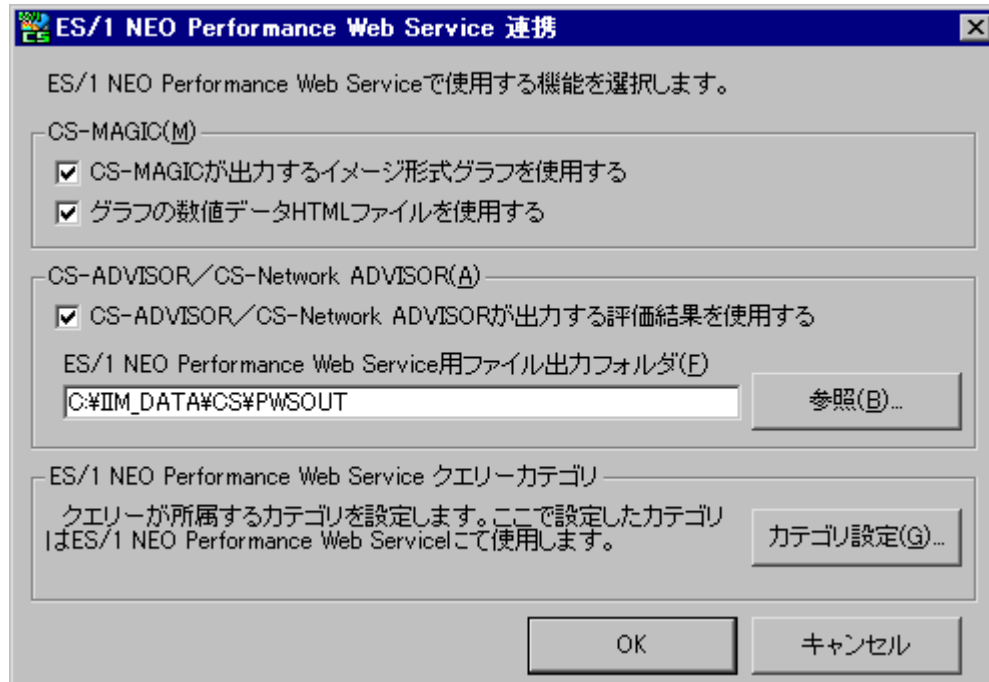 ES/1 NEO Performance Web Service 連携
ES/1 NEO Performance Web Serviceで使用する機能を選択します。
CS-MAGIC(M)
CS-MAGICが出力するイメージ形式グラフを使用する
グラフの数値データHTMLファイルを使用する
CS-ADVISOR／CS-Network ADVISOR(A)
CS-ADVISOR／CS-Network ADVISORが出力する評価結果を使用する
ES/1 NEO Performance Web Service用ファイル出力フォルダ(F)
C:¥IIM_DATA¥CS¥PWSOUT
参照(B)...
ES/1 NEO Performance Web Service クエリーカテゴリ
クエリーが所属するカテゴリを設定します。ここで設定したカテゴリ
はES/1 NEO Performance Web Serviceにて使用します。
カテゴリ設定(G)...
OK
キャンセル